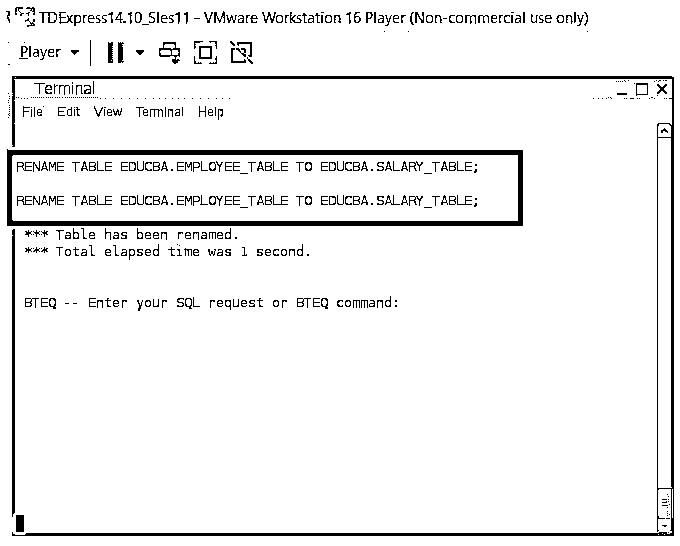 TDExpress14.10_Sles11 - VMware Workstation 16 Player (Non-commercial use only)
Player
Terminal
File Edit View Terminal Help
RENAME TABLE EDUCBA.EMPLOYEE_TABLE TO EDUCBA.SALARY_TABLE;
RENAME TABLE EDUCBA.EMPLOYEE_TABLE TO EDUCBA.SALARY_TABLE;
*** Table has been renamed.
*** Total elapsed time was 1 second.
BTEQ -- Enter your SQL request or BTEQ command: